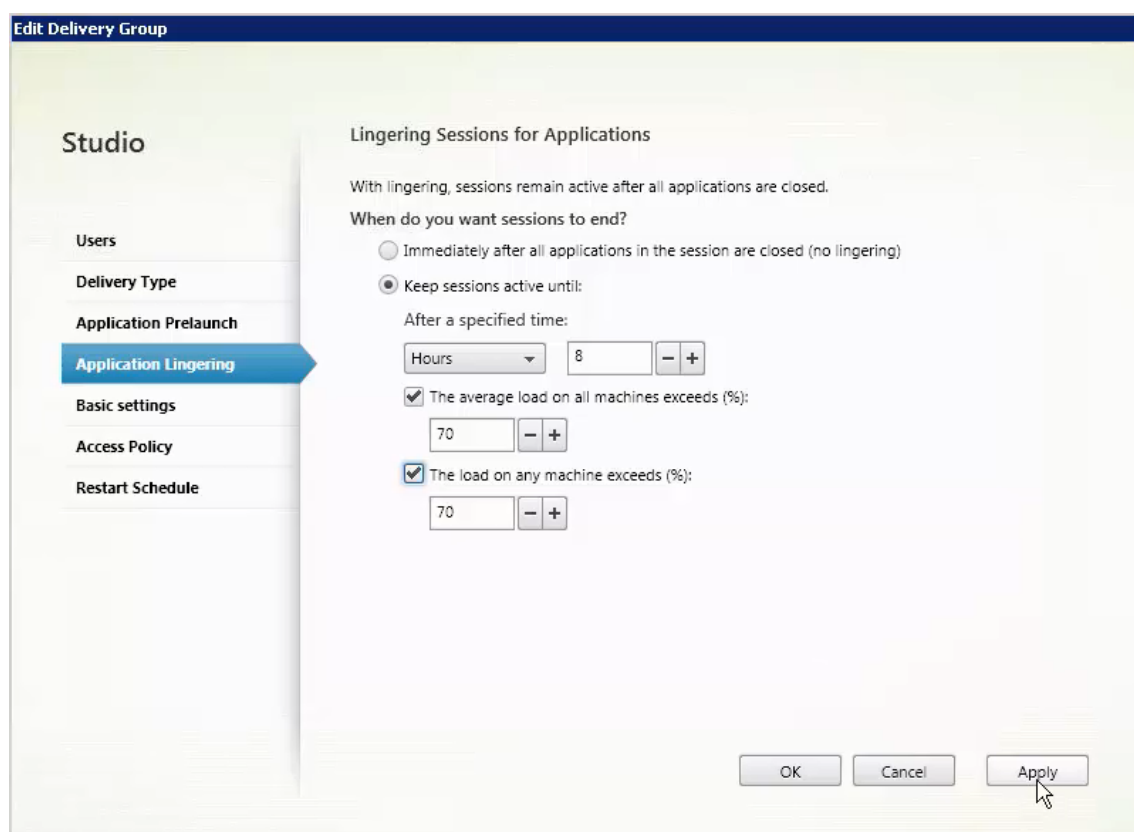 Edit Delivery Group
Studio
Users
Delivery Type
Application Prelaunch
Application Lingering
Basic settings
Access Policy
Restart Schedule
Lingering Sessions for Applications
With lingering, sessions remain active after all applications are closed.
When do you want sessions to end?
Immediately after all applications in the session are closed (no lingering)
Keep sessions active until:
After a specified time:
Hours 8 − +
The average load on all machines exceeds (%):
70 − +
The load on any machine exceeds (%):
70 − +
OK Cancel Apply